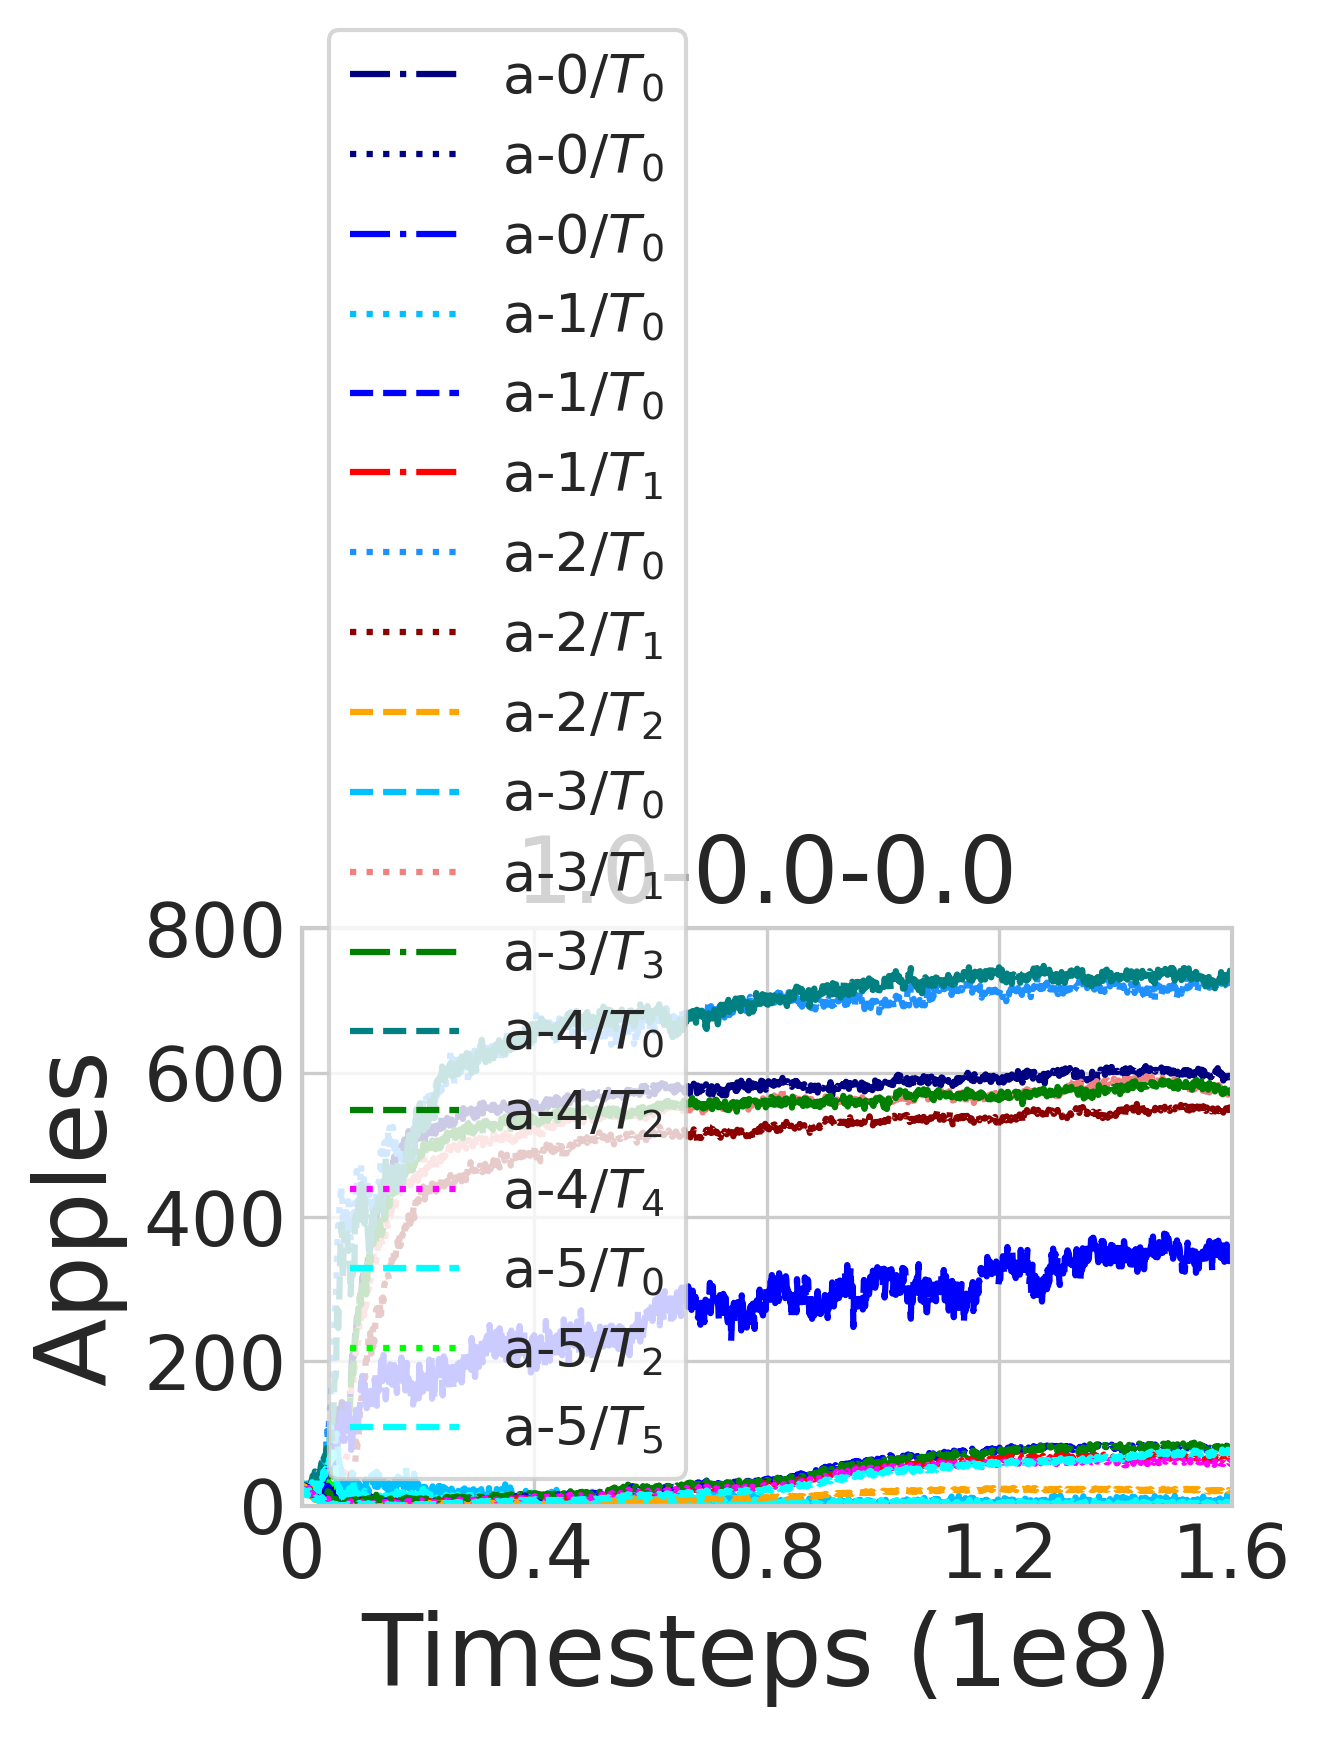 a-0/T₀
a-0/T₀
a-0/T₀
a-1/T₀
a-1/T₀
a-1/T₁
a-2/T₀
a-2/T₁
a-2/T₂
a-3/T₀
a-3/T₁
a-3/T₃
a-4/T₀
a-4/T₂
a-4/T₄
a-5/T₀
a-5/T₂
a-5/T₅
1.0-0.0-0.0
Apples
800
600
400
200
0
0 0.4 0.8 1.2 1.6
Timesteps (1e8)